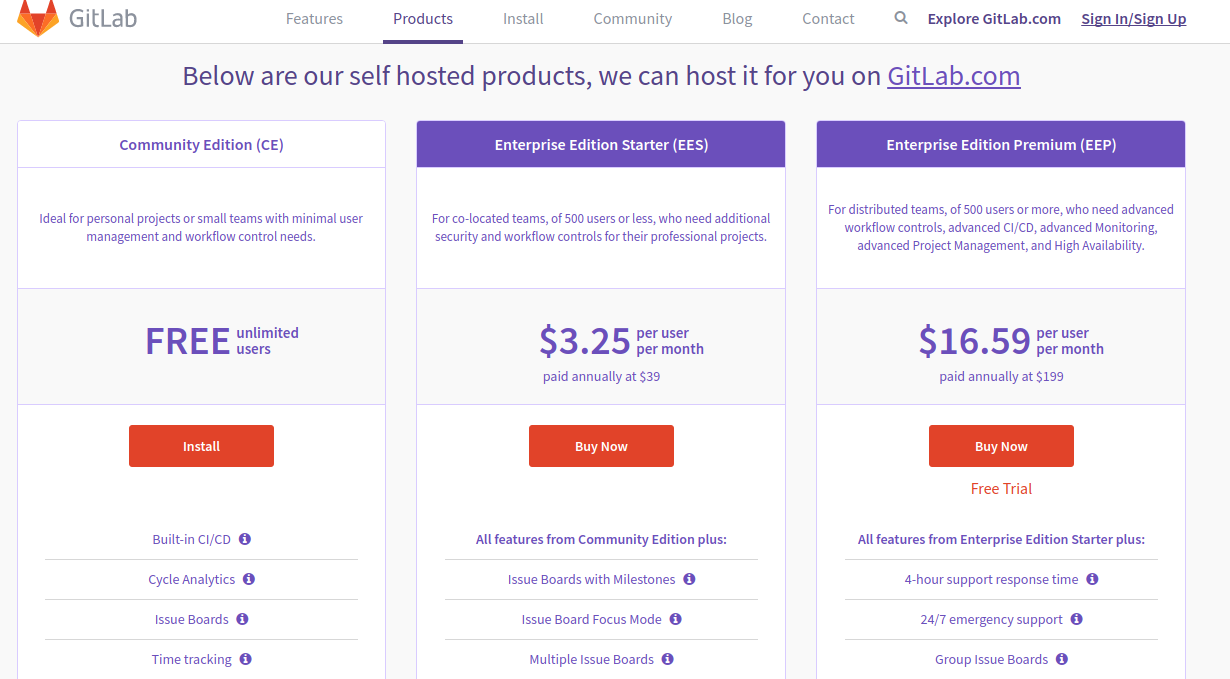 GitLab
Features
Products
Install
Community
Blog
Contact
Explore GitLab.com
Sign In/Sign Up
Below are our self hosted products, we can host it for you on GitLab.com
Community Edition (CE)
Ideal for personal projects or small teams with minimal user
management and workflow control needs.
FREE
unlimited
users
Install
Built-in CI/CD
Cycle Analytics
Issue Boards
Time tracking
Enterprise Edition Starter (EES)
For co-located teams, of 500 users or less, who need additional
security and workflow controls for their professional projects.
$3.25
per user
per month
paid annually at $39
Buy Now
All features from Community Edition plus:
Issue Boards with Milestones
Issue Board Focus Mode
Multiple Issue Boards
Enterprise Edition Premium (EEP)
For distributed teams, of 500 users or more, who need advanced
workflow controls, advanced CI/CD, advanced Monitoring,
advanced Project Management, and High Availability.
$16.59
per user
per month
paid annually at $199
Buy Now
Free Trial
All features from Enterprise Edition Starter plus:
4-hour support response time
24/7 emergency support
Group Issue Boards